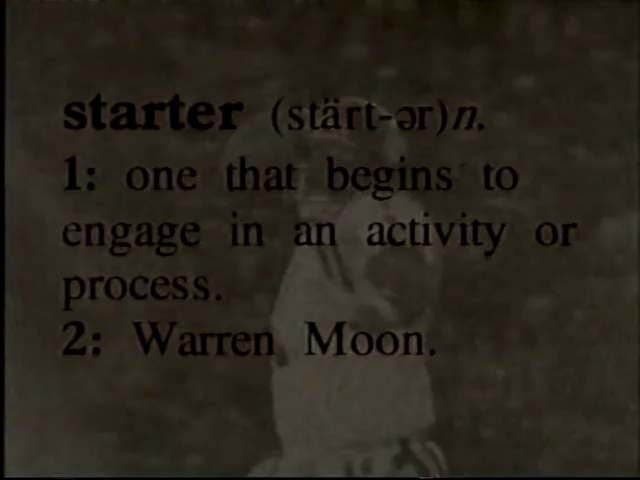 starter (stärt-ər)n.
1: one that begins to
engage in an activity or
process.
2: Warren Moon.